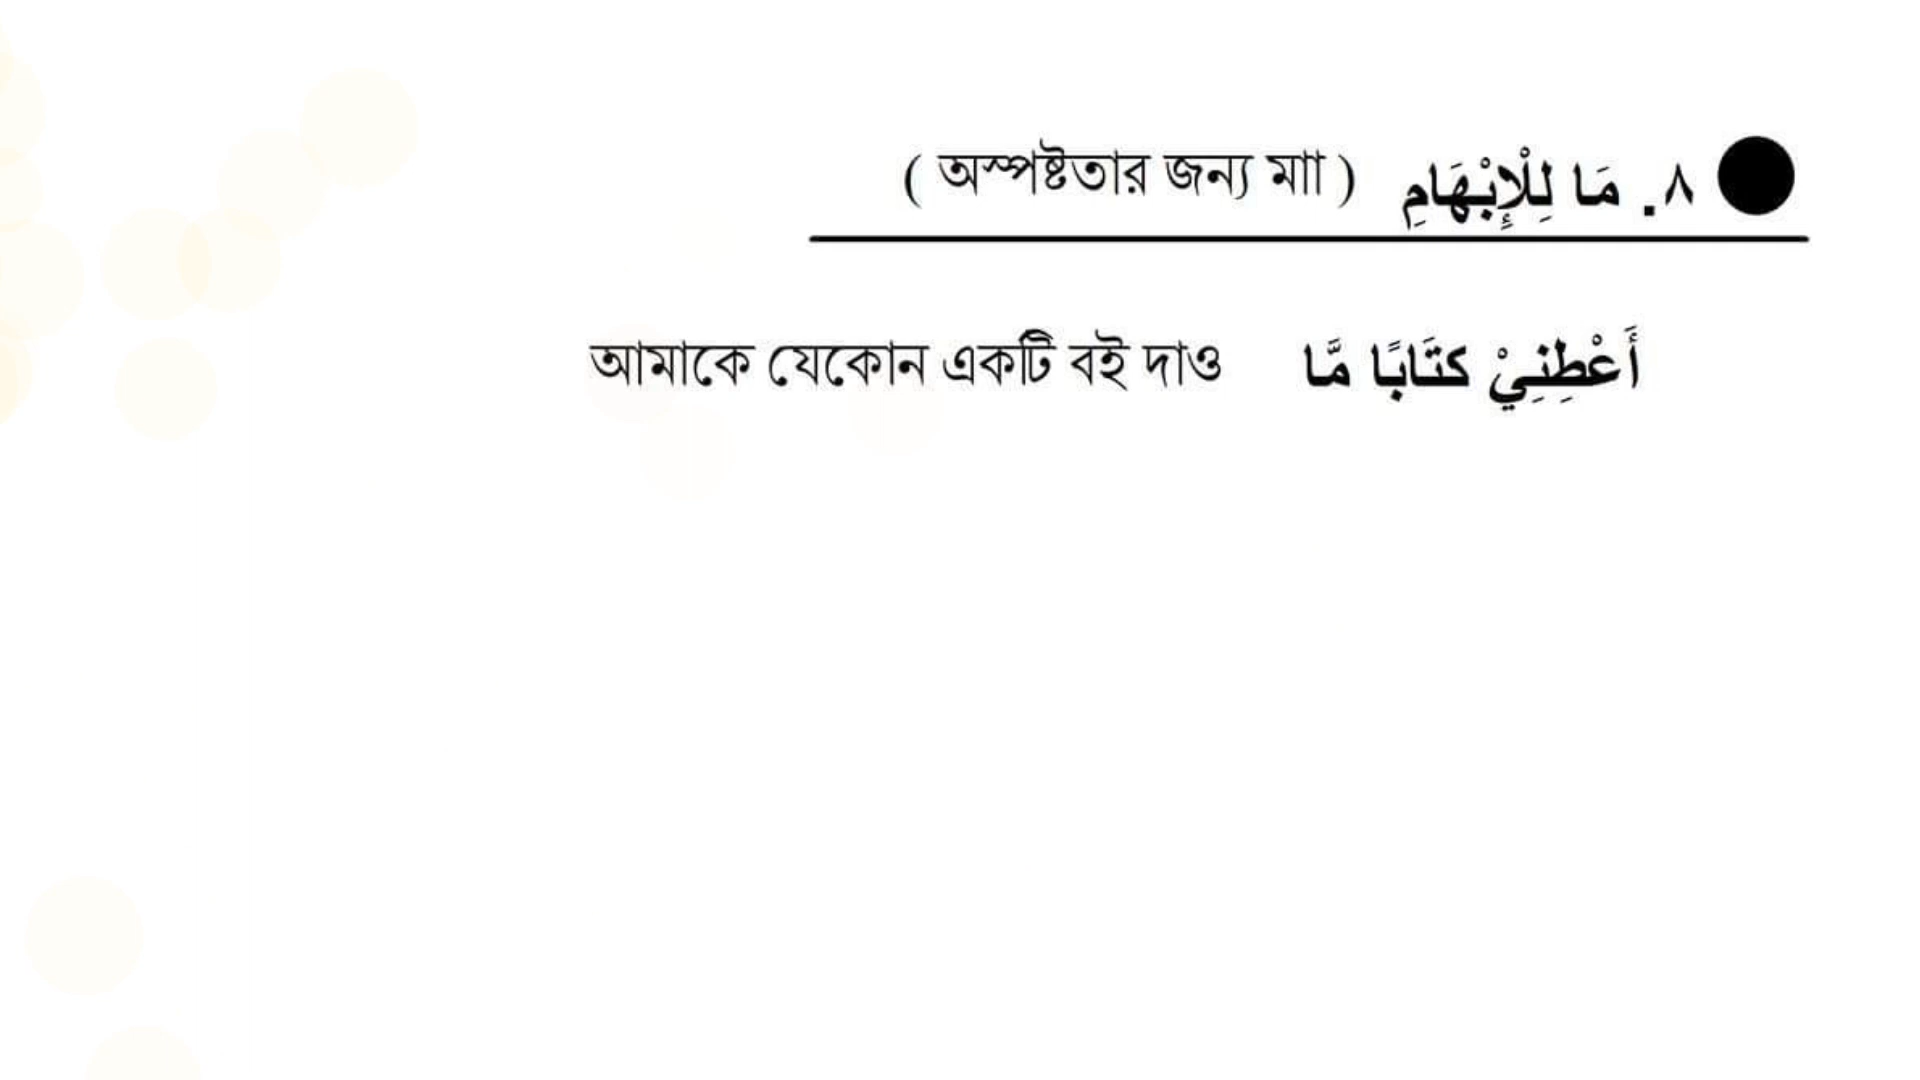 ٨. مَا لِلْإِبْهَامِ ( অস্পষ্টতার জন্য মাা )
أَعْطِنِيْ كتَابًا مَّا আমাকে যেকোন একটি বই দাও